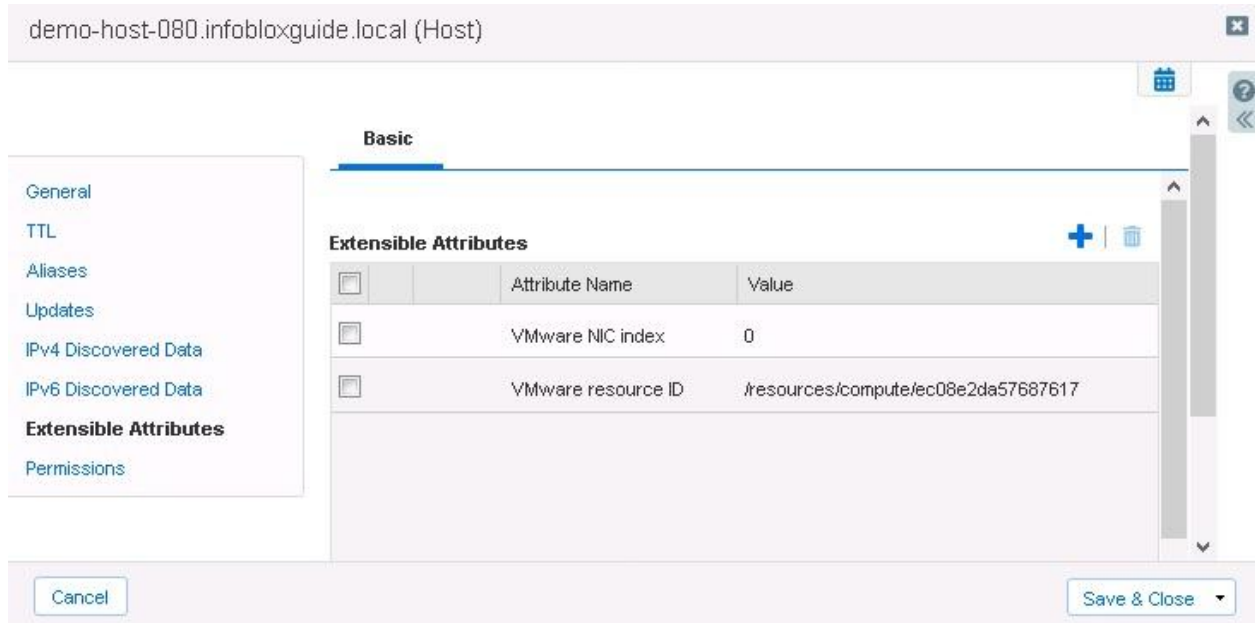 demo-host-080.infobloxguide.local (Host)
Basic
General
TTL
Aliases
Updates
IPv4 Discovered Data
IPv6 Discovered Data
Extensible Attributes
Permissions
Extensible Attributes
Attribute Name Value
VMware NIC index 0
VMware resource ID /resources/compute/ec08e2da57687617
Cancel
Save & Close